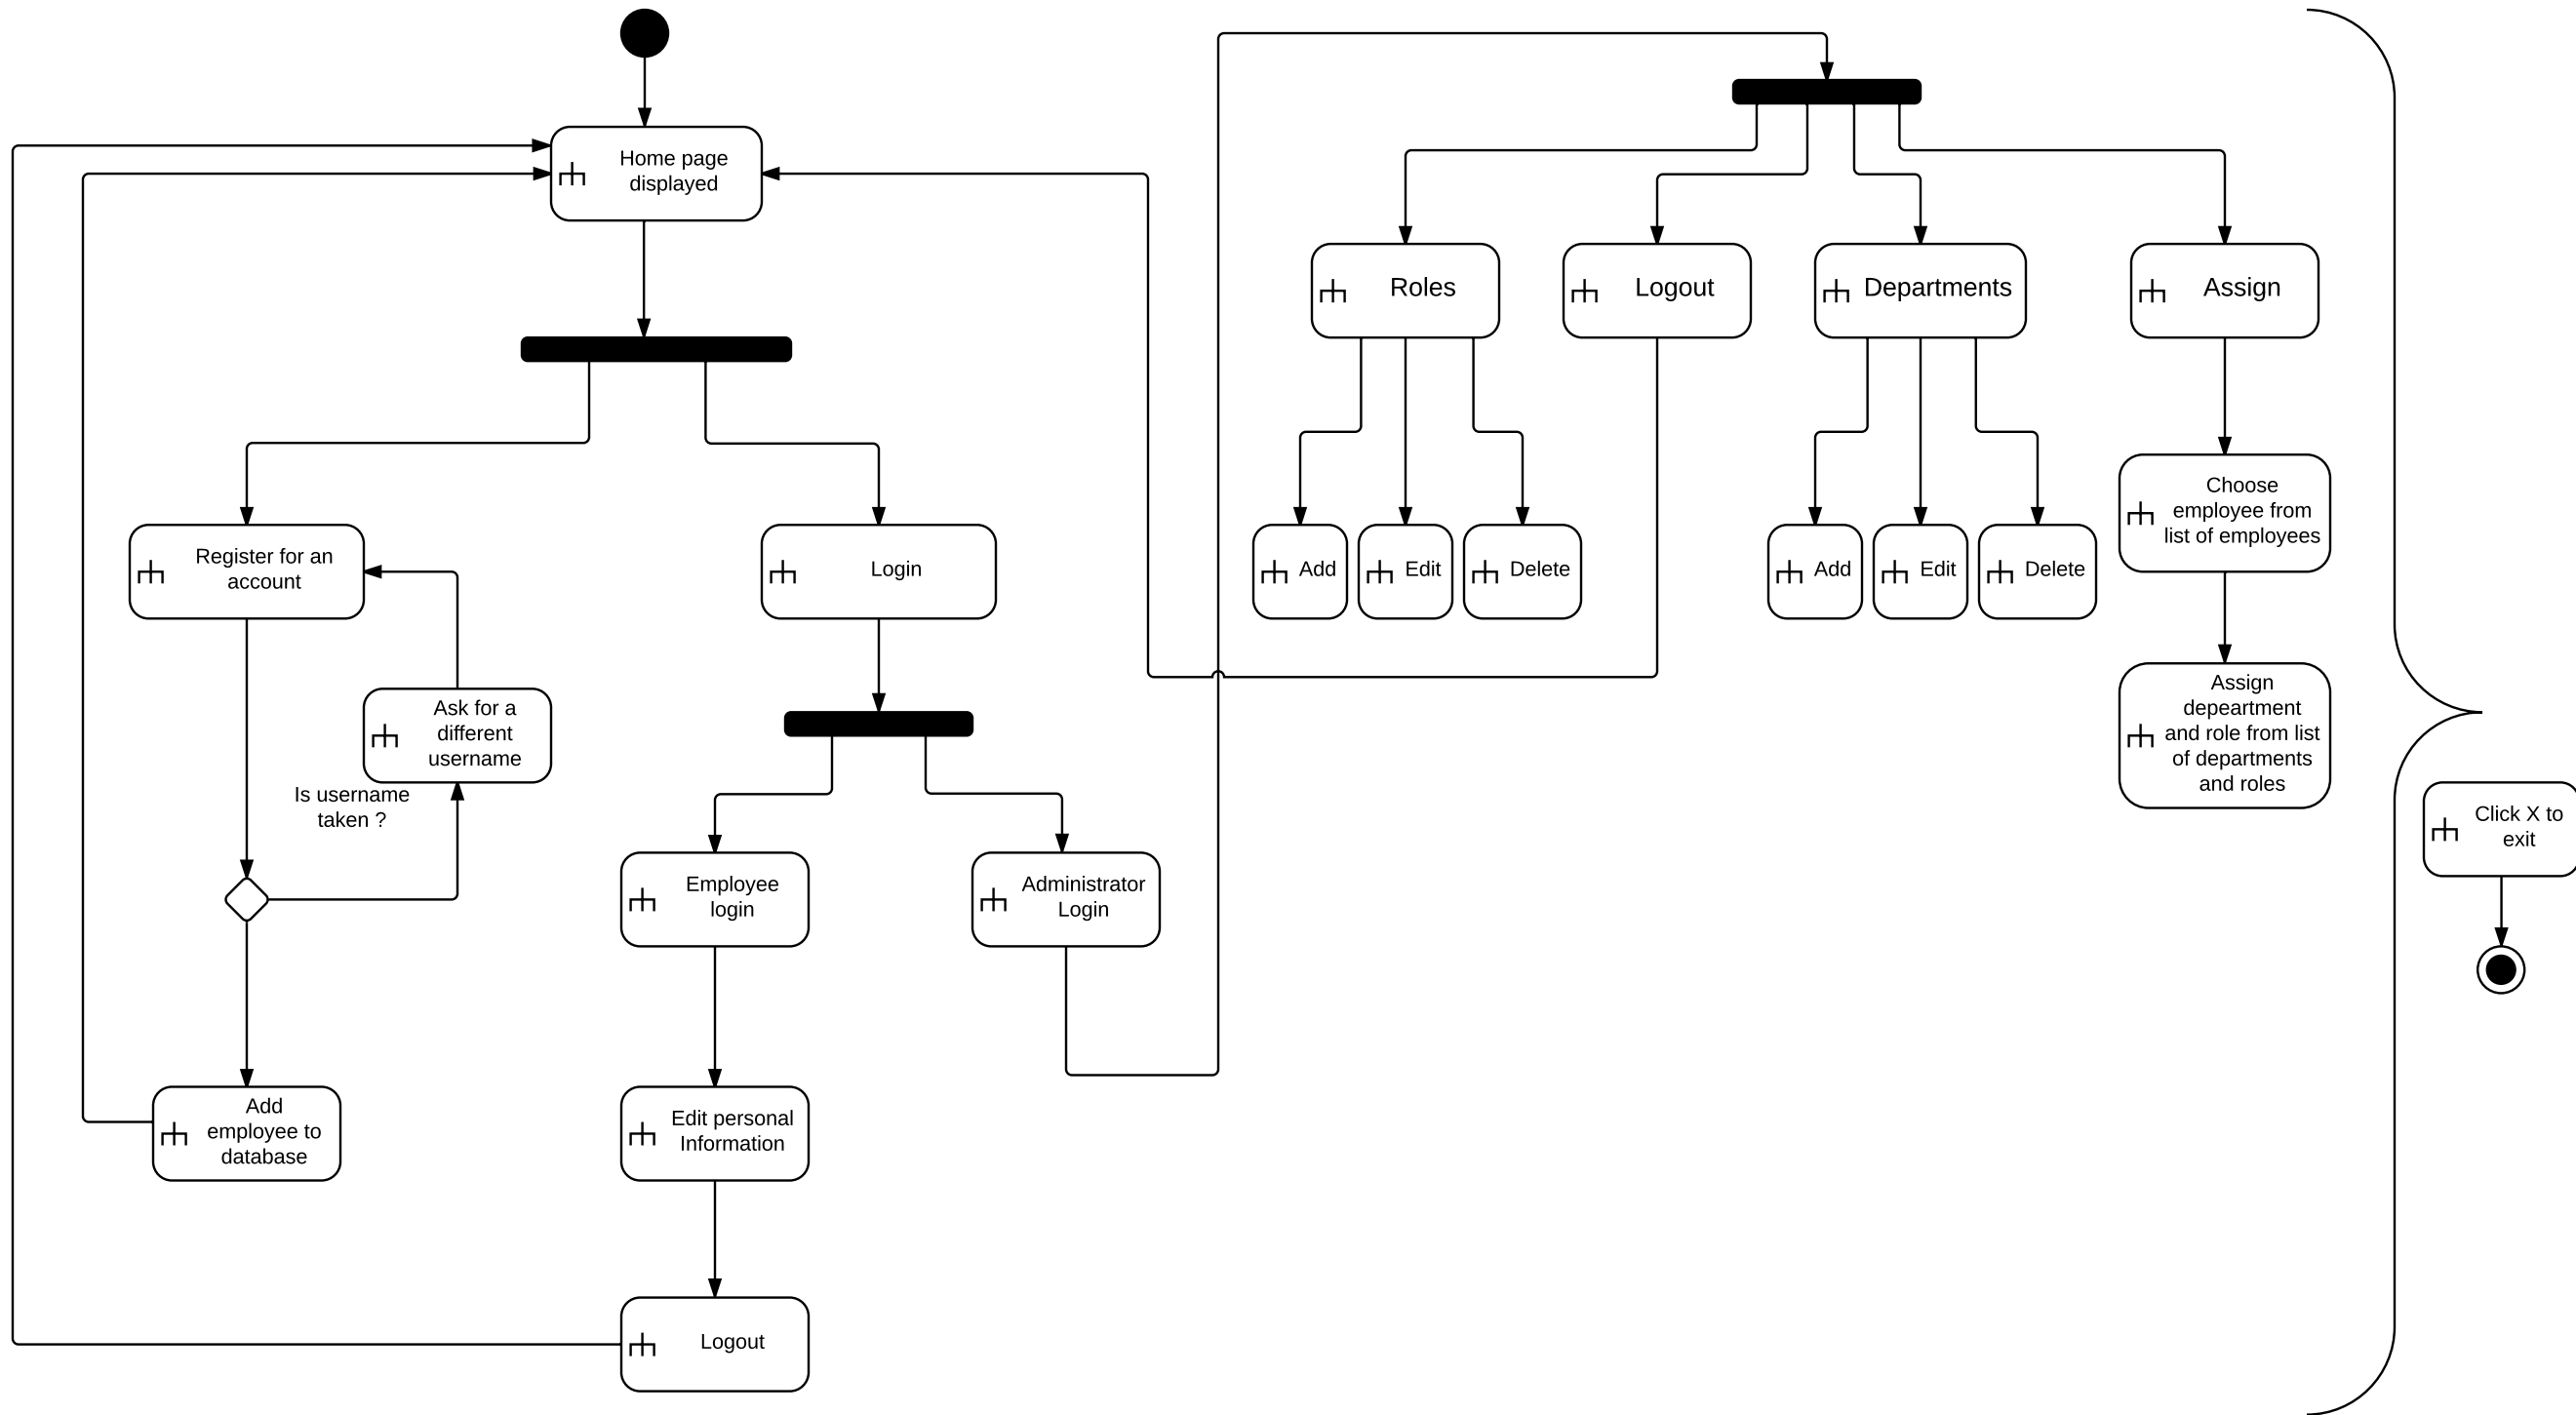 Home page
displayed
Roles
Logout
Departments
Assign
Register for an
account
Login
Add
Edit
Delete
Add
Edit
Delete
Choose
employee from
list of employees
Ask for a
different
username
Is username
taken ?
Assign
depeartment
and role from list
of departments
and roles
Click X to
exit
Employee
login
Administrator
Login
Add
employee to
database
Edit personal
Information
Logout